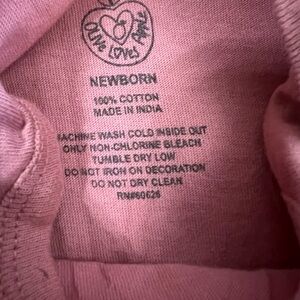 OLIVE LOVES APPLE
NEWBORN
100% COTTON
MADE IN INDIA
MACHINE WASH COLD INSIDE OUT
ONLY NON-CHLORINE BLEACH
TUMBLE DRY LOW
DO NOT IRON ON DECORATION
DO NOT DRY CLEAN
RN#60626